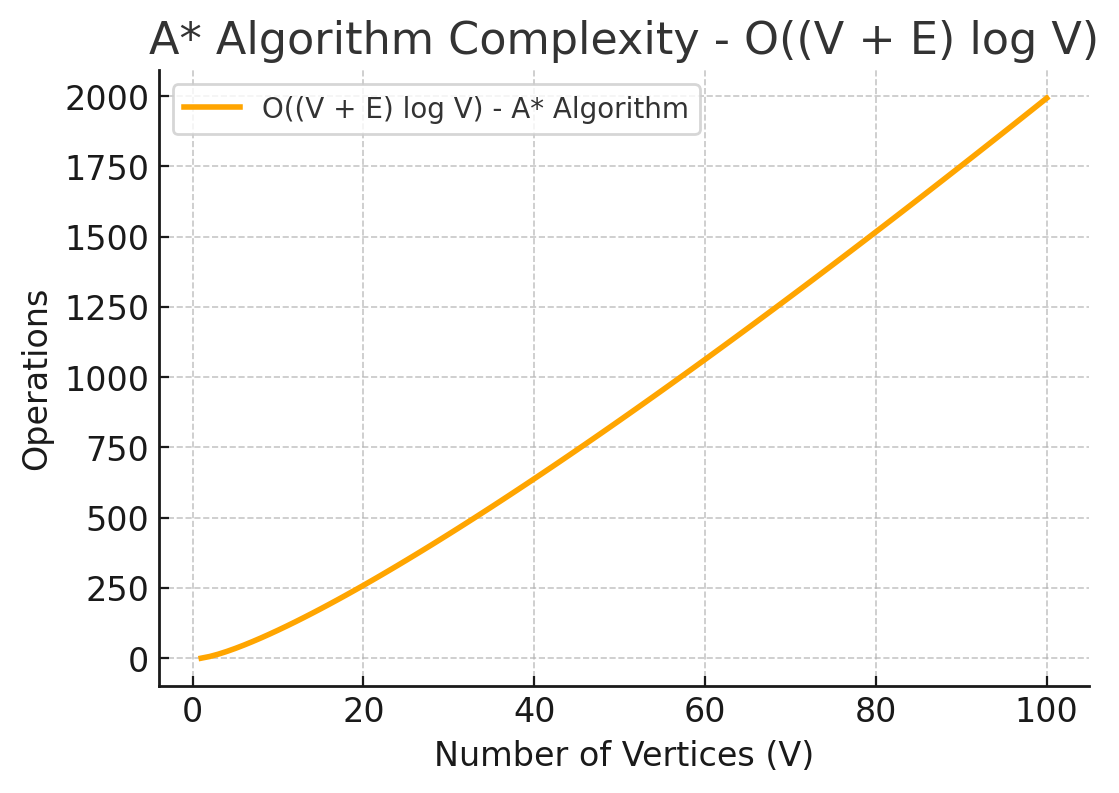 A* Algorithm Complexity - O((V + E) log V)
O((V + E) log V) - A* Algorithm
2000
1750
1500
1250
1000
750
500
250
0
Operations
0 20 40 60 80 100
Number of Vertices (V)